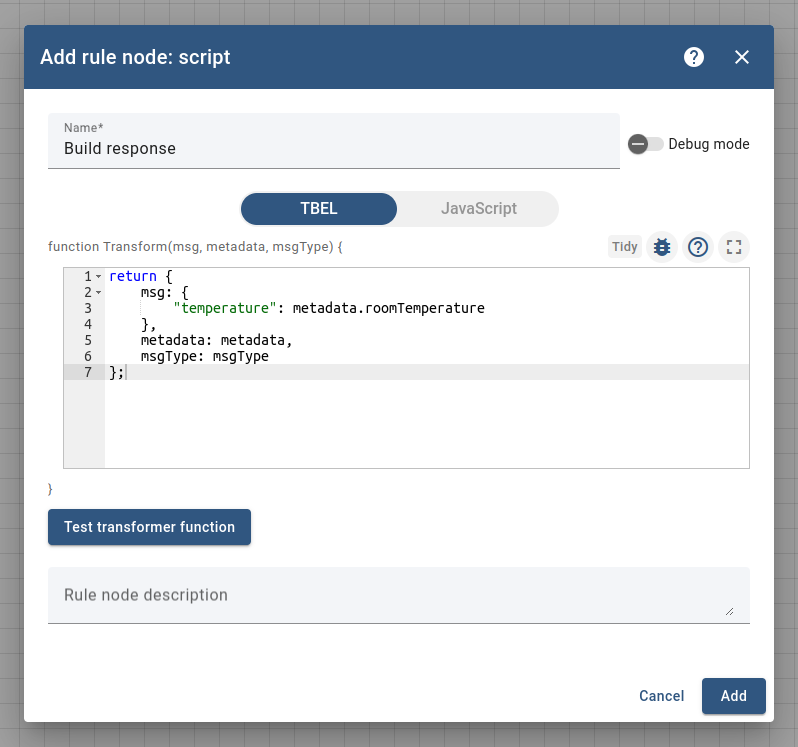 Add rule node: script
Name*
Build response
Debug mode
TBEL
JavaScript
function Transform(msg, metadata, msgType) {
Tidy
1 return {
2     msg: {
3         "temperature": metadata.roomTemperature
4     },
5     metadata: metadata,
6     msgType: msgType
7 };
}
Test transformer function
Rule node description
Cancel
Add